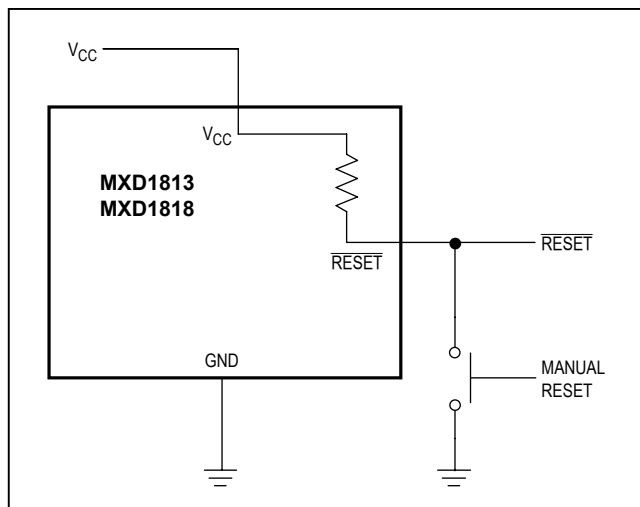 VCC
VCC
MXD1813
MXD1818
RESET
RESET
GND
MANUAL
RESET